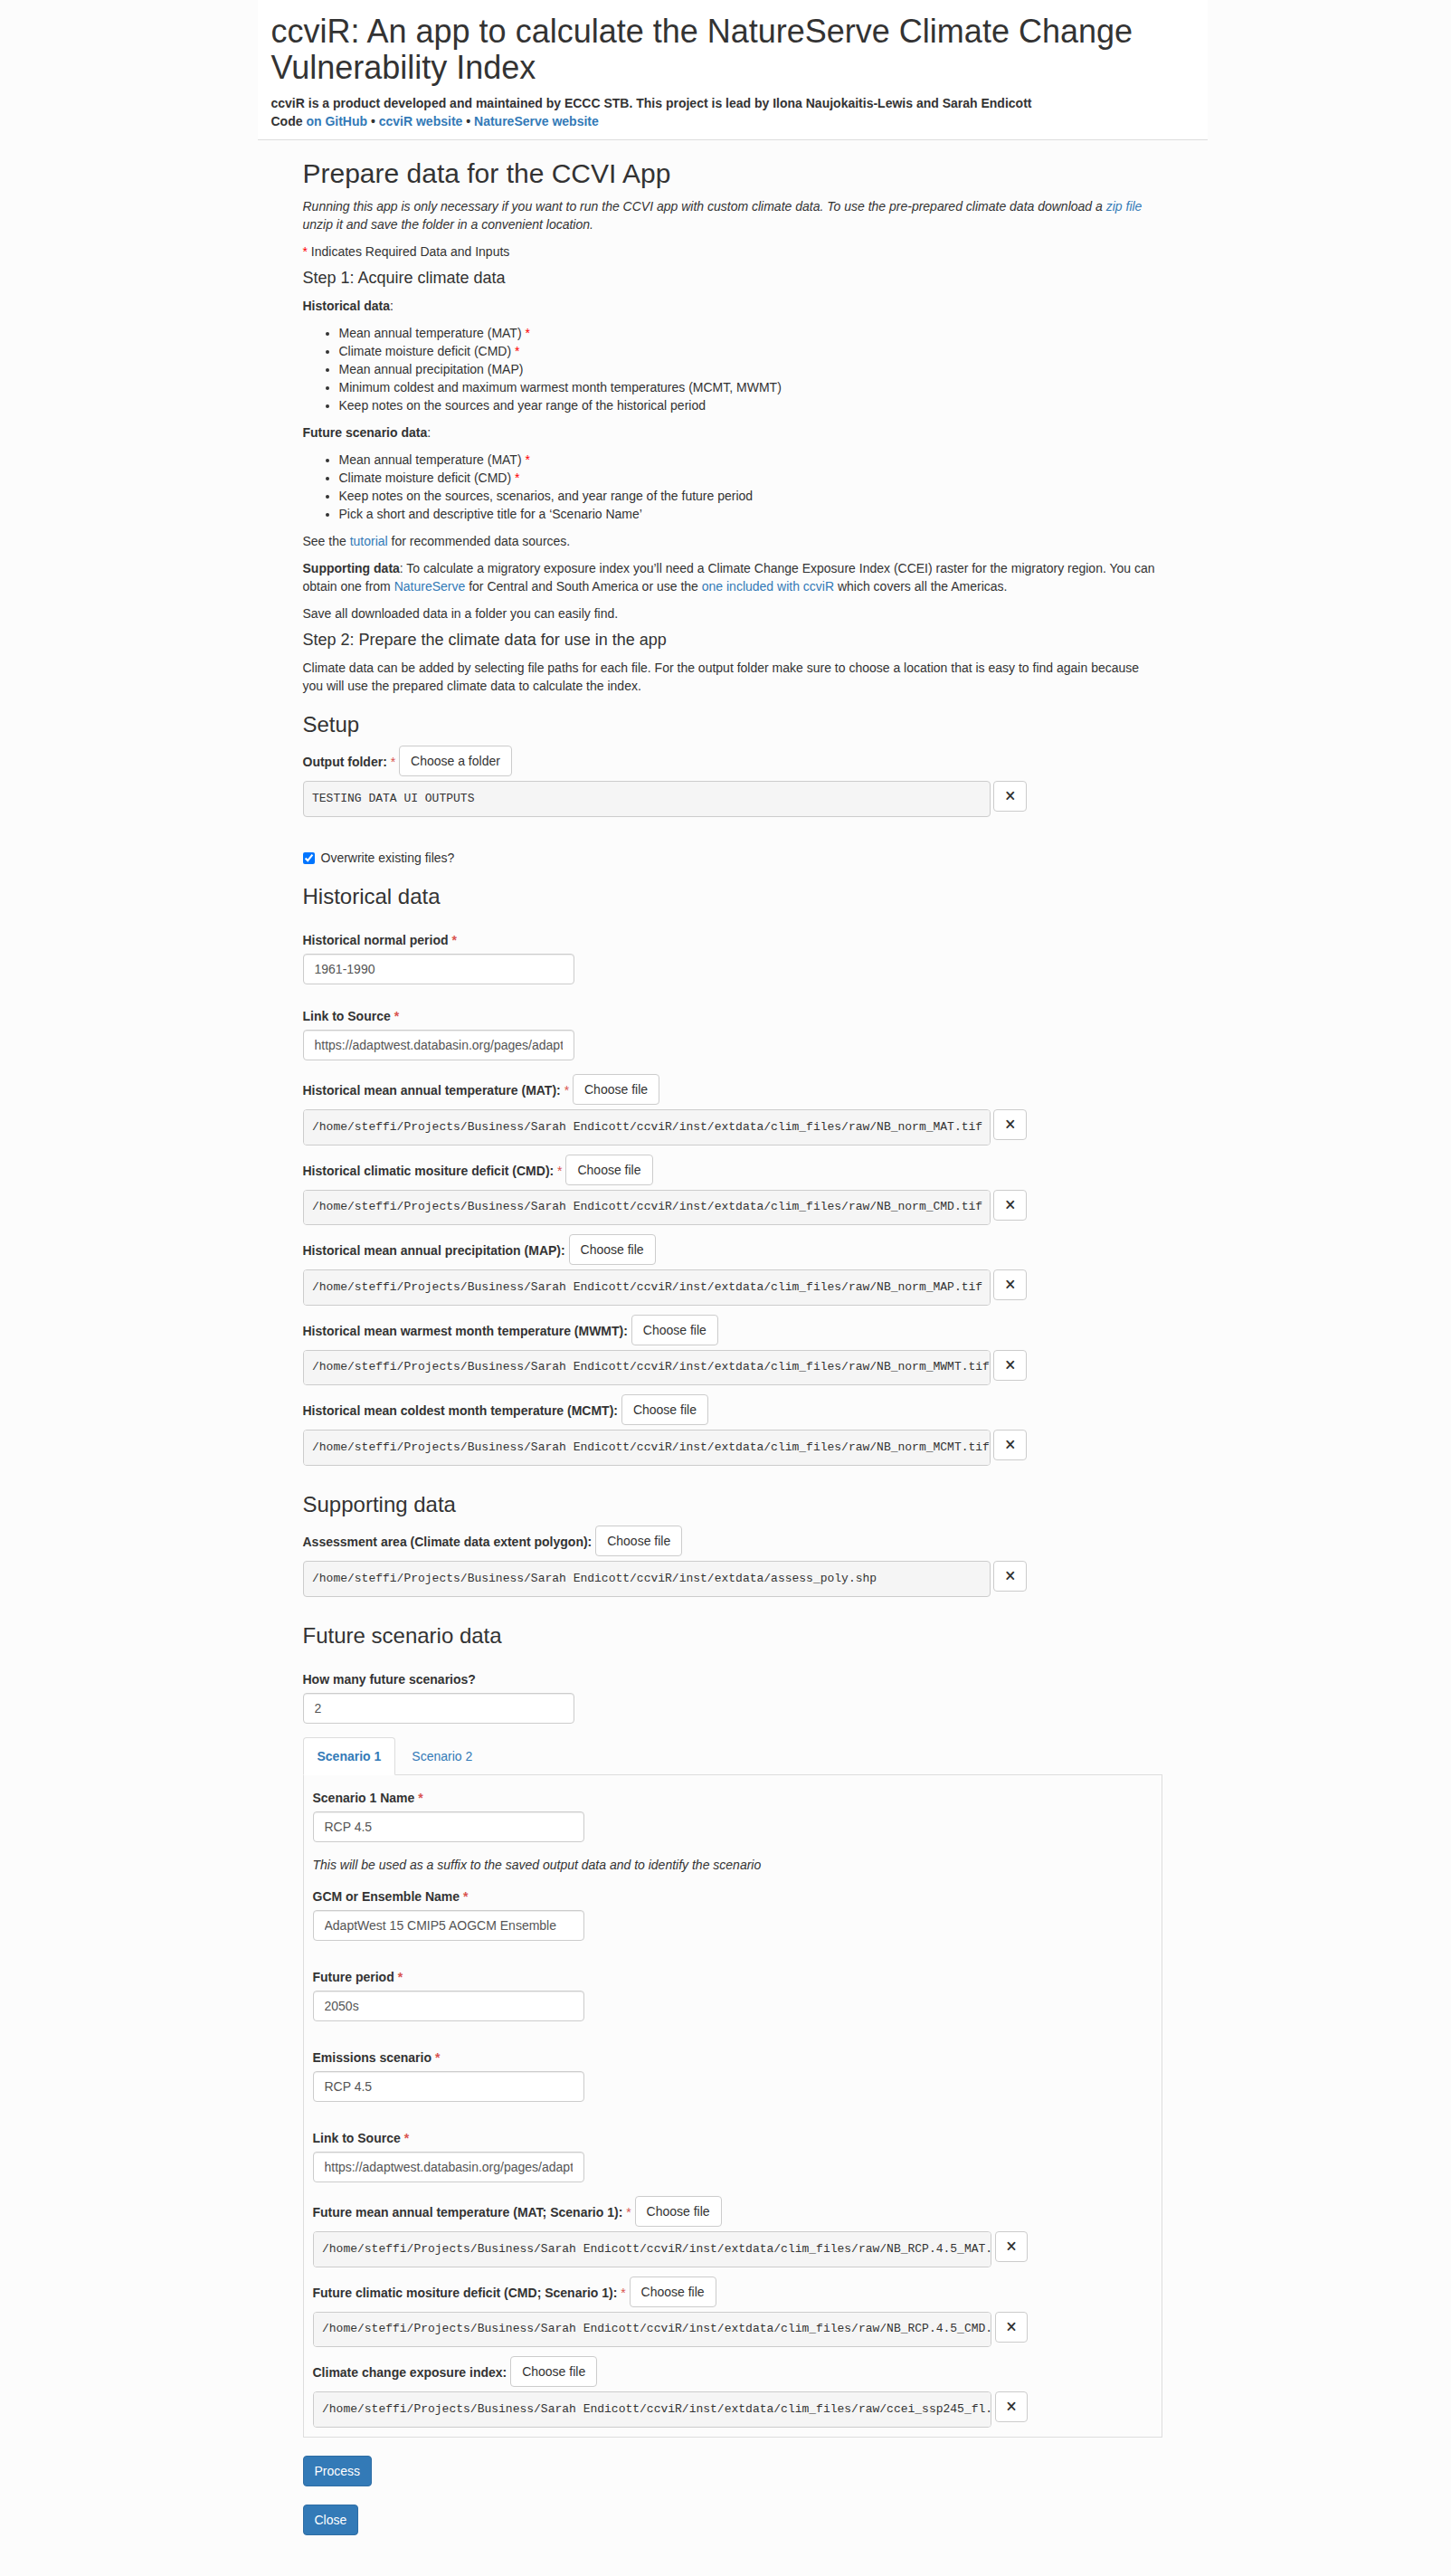 ccviR: An app to calculate the NatureServe Climate Change
Vulnerability Index
ccviR is a product developed and maintained by ECCC STB. This project is lead by Ilona Naujokaitis-Lewis and Sarah Endicott
Code on GitHub • ccviR website • NatureServe website
Prepare data for the CCVI App
Running this app is only necessary if you want to run the CCVI app with custom climate data. To use the pre-prepared climate data download a zip file
unzip it and save the folder in a convenient location.
* Indicates Required Data and Inputs
Step 1: Acquire climate data
Historical data:
• Mean annual temperature (MAT) *
• Climate moisture deficit (CMD) *
• Mean annual precipitation (MAP)
• Minimum coldest and maximum warmest month temperatures (MCMT, MWMT)
• Keep notes on the sources and year range of the historical period
Future scenario data:
• Mean annual temperature (MAT) *
• Climate moisture deficit (CMD) *
• Keep notes on the sources, scenarios, and year range of the future period
• Pick a short and descriptive title for a ‘Scenario Name’
See the tutorial for recommended data sources.
Supporting data: To calculate a migratory exposure index you’ll need a Climate Change Exposure Index (CCEI) raster for the migratory region. You can
obtain one from NatureServe for Central and South America or use the one included with ccviR which covers all the Americas.
Save all downloaded data in a folder you can easily find.
Step 2: Prepare the climate data for use in the app
Climate data can be added by selecting file paths for each file. For the output folder make sure to choose a location that is easy to find again because
you will use the prepared climate data to calculate the index.
Setup
Output folder: * Choose a folder
TESTING DATA UI OUTPUTS
Overwrite existing files?
Historical data
Historical normal period *
1961-1990
Link to Source *
https://adaptwest.databasin.org/pages/adapt
Historical mean annual temperature (MAT): * Choose file
/home/steffi/Projects/Business/Sarah Endicott/ccviR/inst/extdata/clim_files/raw/NB_norm_MAT.tif
Historical climatic mositure deficit (CMD): * Choose file
/home/steffi/Projects/Business/Sarah Endicott/ccviR/inst/extdata/clim_files/raw/NB_norm_CMD.tif
Historical mean annual precipitation (MAP): Choose file
/home/steffi/Projects/Business/Sarah Endicott/ccviR/inst/extdata/clim_files/raw/NB_norm_MAP.tif
Historical mean warmest month temperature (MWMT): Choose file
/home/steffi/Projects/Business/Sarah Endicott/ccviR/inst/extdata/clim_files/raw/NB_norm_MWMT.tif
Historical mean coldest month temperature (MCMT): Choose file
/home/steffi/Projects/Business/Sarah Endicott/ccviR/inst/extdata/clim_files/raw/NB_norm_MCMT.tif
Supporting data
Assessment area (Climate data extent polygon): Choose file
/home/steffi/Projects/Business/Sarah Endicott/ccviR/inst/extdata/assess_poly.shp
Future scenario data
How many future scenarios?
2
Scenario 1 Scenario 2
Scenario 1 Name *
RCP 4.5
This will be used as a suffix to the saved output data and to identify the scenario
GCM or Ensemble Name *
AdaptWest 15 CMIP5 AOGCM Ensemble
Future period *
2050s
Emissions scenario *
RCP 4.5
Link to Source *
https://adaptwest.databasin.org/pages/adapt
Future mean annual temperature (MAT; Scenario 1): * Choose file
/home/steffi/Projects/Business/Sarah Endicott/ccviR/inst/extdata/clim_files/raw/NB_RCP.4.5_MAT.
Future climatic mositure deficit (CMD; Scenario 1): * Choose file
/home/steffi/Projects/Business/Sarah Endicott/ccviR/inst/extdata/clim_files/raw/NB_RCP.4.5_CMD.
Climate change exposure index: Choose file
/home/steffi/Projects/Business/Sarah Endicott/ccviR/inst/extdata/clim_files/raw/ccei_ssp245_fl.
Process
Close